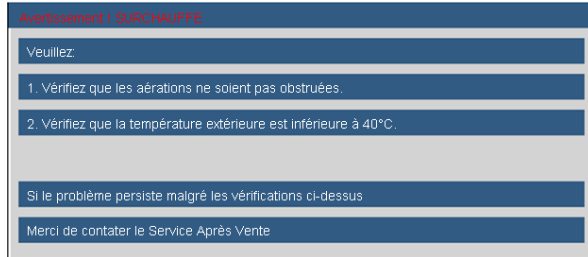 Avertissement : SURCHAUFFE
Veuillez:
1. Vérifiez que les aérations ne soient pas obstruées.
2. Vérifiez que la température extérieure est inférieure à 40°C.
Si le problème persiste malgré les vérifications ci-dessus
Merci de contater le Service Après Vente